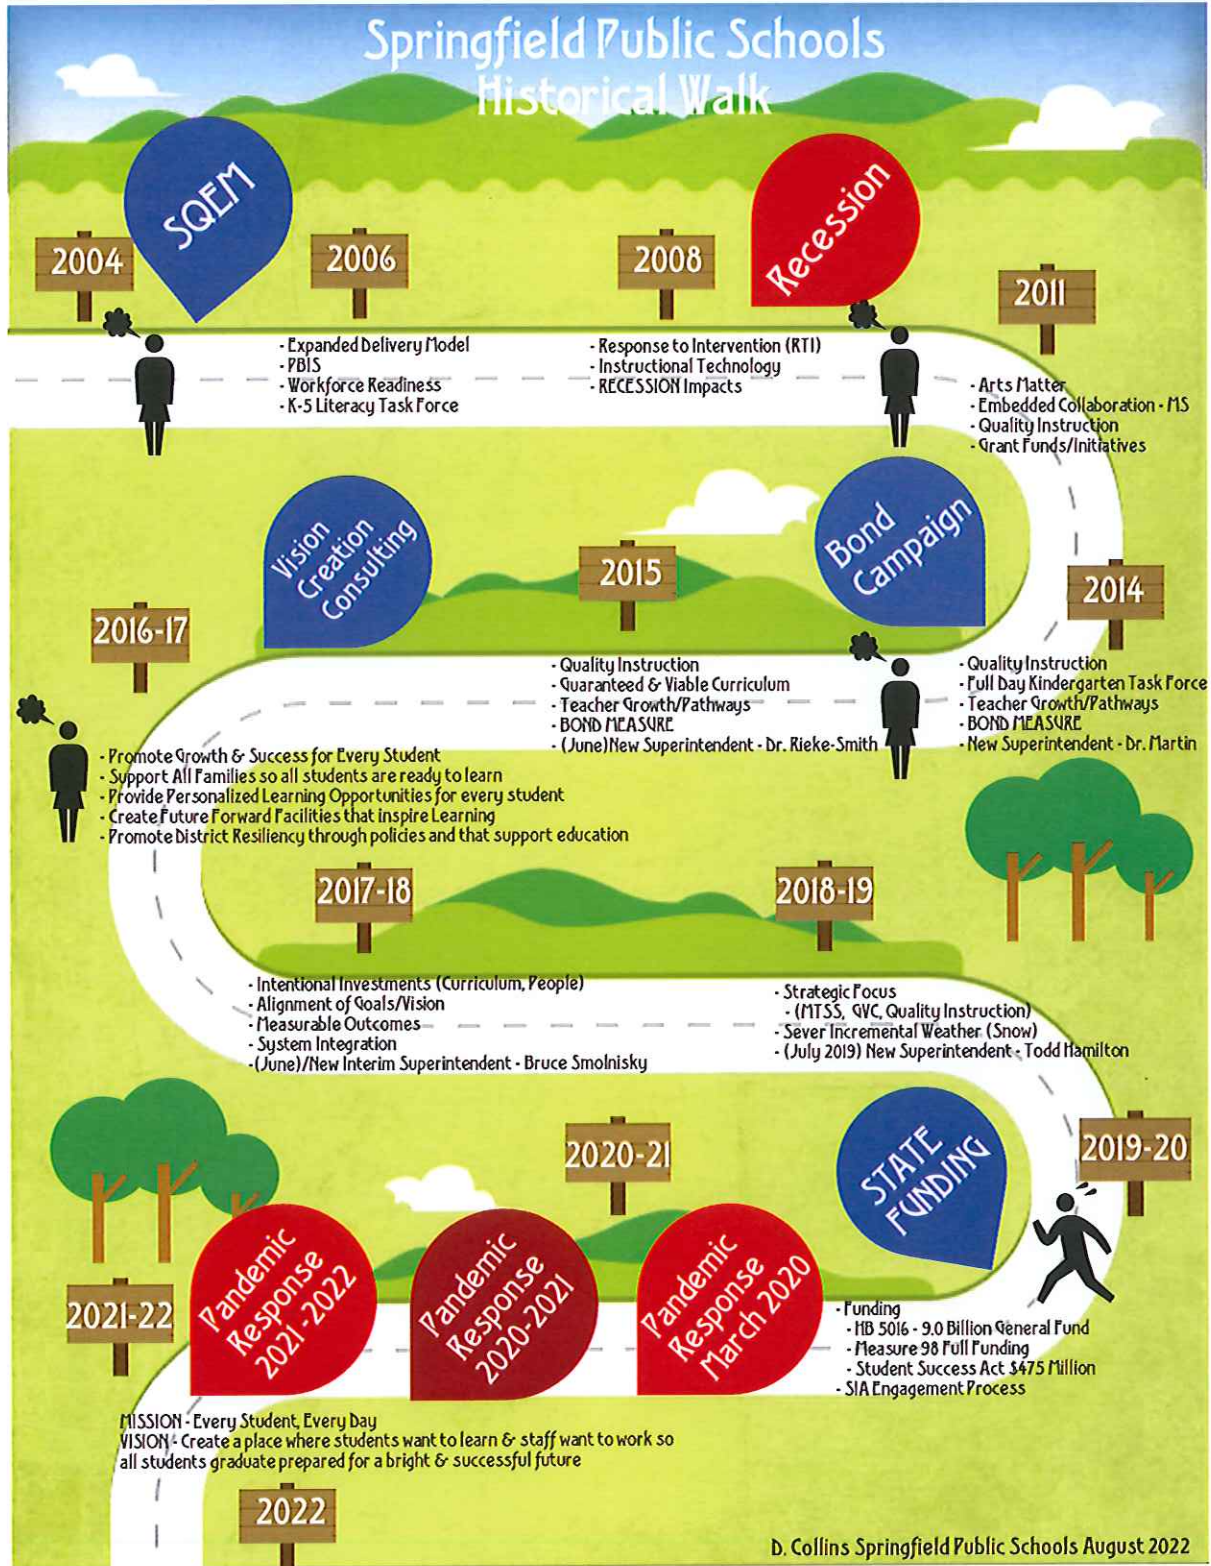 Springfield Public Schools
Historical Walk
SQEM
Recession
2004
2006
2008
2011
- Expanded Delivery Model
- PBIS
- Workforce Readiness
- K-5 Literacy Task Force
- Response to Intervention (RTI)
- Instructional Technology
- RECESSION Impacts
- Arts Matter
- Embedded Collaboration - MS
- Quality Instruction
- Grant Funds/Initiatives
Vision
Creation
Consulting
2015
Bond
Campaign
2014
2016-17
- Quality Instruction
- Guaranteed & Viable Curriculum
- Teacher Growth/Pathways
- BOND MEASURE
- (June)New Superintendent - Dr. Rieke-Smith
- Quality Instruction
- Full Day Kindergarten Task Force
- Teacher Growth/Pathways
- BOND MEASURE
- New Superintendent - Dr. Martin
- Promote Growth & Success for Every Student
- Support All Families so all students are ready to learn
- Provide Personalized Learning Opportunities for every student
- Create Future Forward Facilities that inspire Learning
- Promote District Resiliency through policies and that support education
2017-18
2018-19
- Intentional Investments (Curriculum, People)
- Alignment of Goals/Vision
- Measurable Outcomes
- System Integration
-(June)/New Interim Superintendent - Bruce Smolnisky
- Strategic Focus
- (MTSS, GVC, Quality Instruction)
- Sever Incremental Weather (Snow)
- (July 2019) New Superintendent - Todd Hamilton
2020-21
STATE
FUNDING
2019-20
2021-22
Pandemic
Response
2021-2022
Pandemic
Response
2020-2021
Pandemic
Response
March 2020
- Funding
- HB 5016 - 9.0 Billion General Fund
- Measure 98 Full Funding
- Student Success Act $475 Million
- SIA Engagement Process
MISSION - Every Student, Every Day
VISION - Create a place where students want to learn & staff want to work so
all students graduate prepared for a bright & successful future
2022
D. Collins Springfield Public Schools August 2022